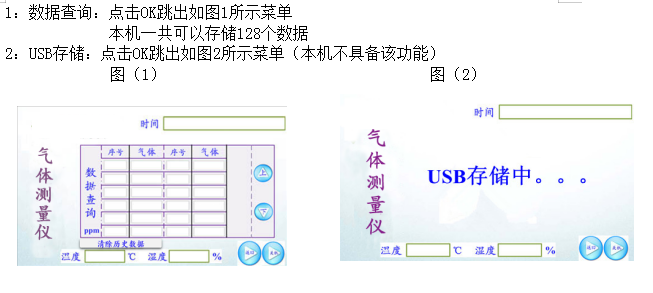 1：数据查询：点击OK跳出如图1所示菜单
本机一共可以存储128个数据
2：USB存储：点击OK跳出如图2所示菜单（本机不具备该功能）
图（1） 图（2）
时间
序号 气体 序号 气体
气体测量仪
数据查询
ppm
上
下
清除历史数据
温度 ℃ 湿度 %
时间
气体测量仪
USB存储中。。。
温度 ℃ 湿度 %